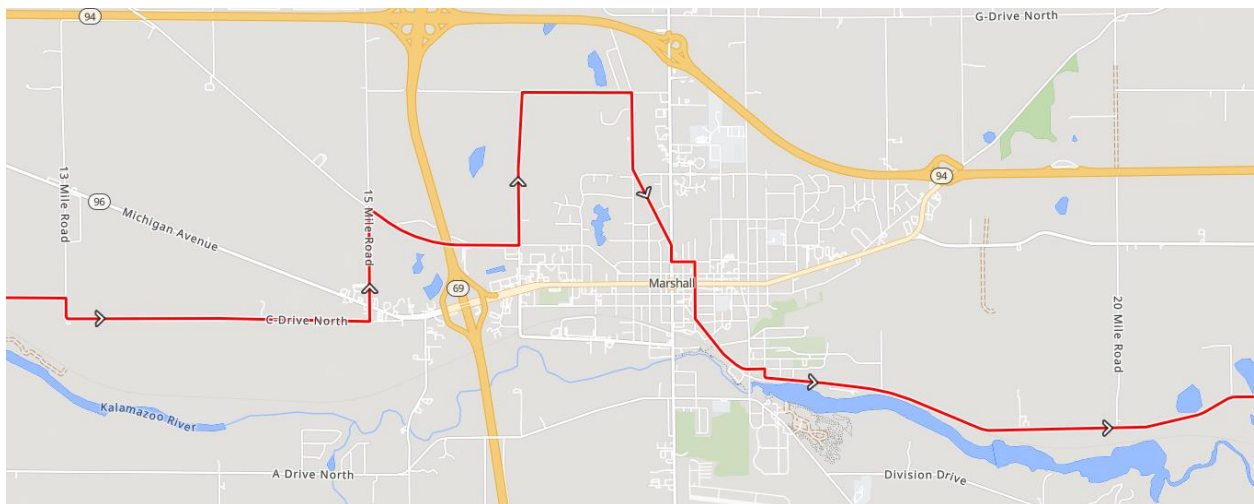 94
G-Drive North
13 Mile Road
96
Michigan Avenue
15 Mile Road
94
69
Marshall
C Drive North
20 Mile Road
Kalamazoo River
A Drive North
Division Drive